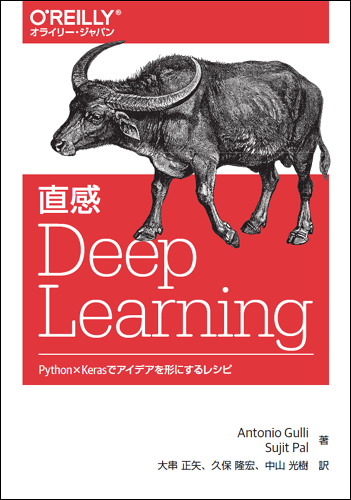 O'REILLY®
オライリー・ジャパン
直感
Deep
Learning
Python×Kerasでアイデアを形にするレシピ
Antonio Gulli
Sujit Pal 著
大串 正矢、久保 隆宏、中山 光樹 訳